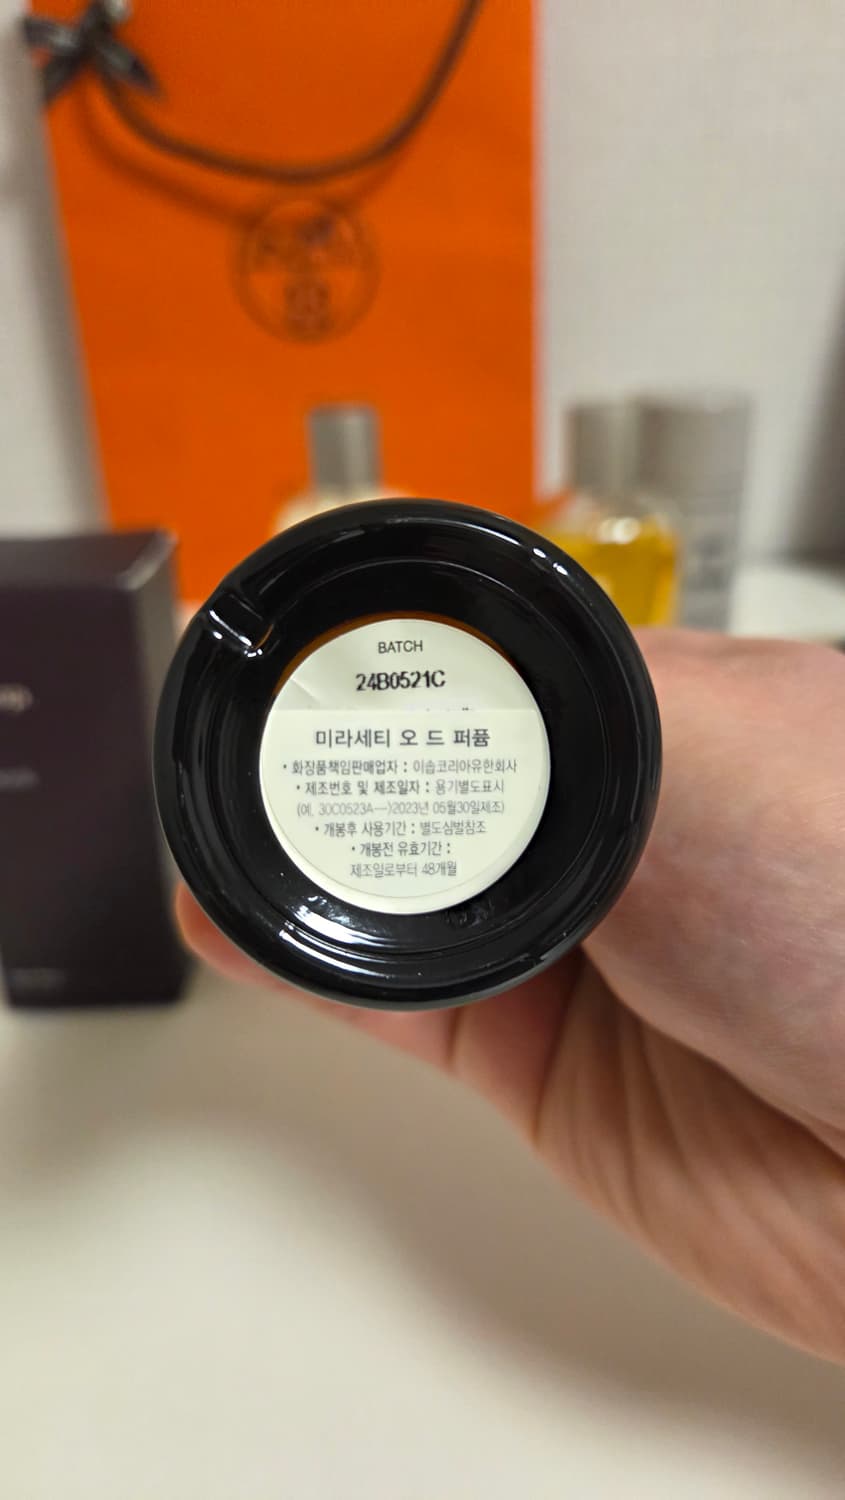 BATCH
24B0521C
미라세티 오 드 퍼퓸
• 화장품책임판매업자 : 이솝코리아유한회사
• 제조번호 및 제조일자 : 용기별도표시
(예. 30C0523A—>2023년 05월30일제조)
• 개봉후 사용기간 : 별도심벌참조
• 개봉전 유효기간 :
제조일로부터 48개월